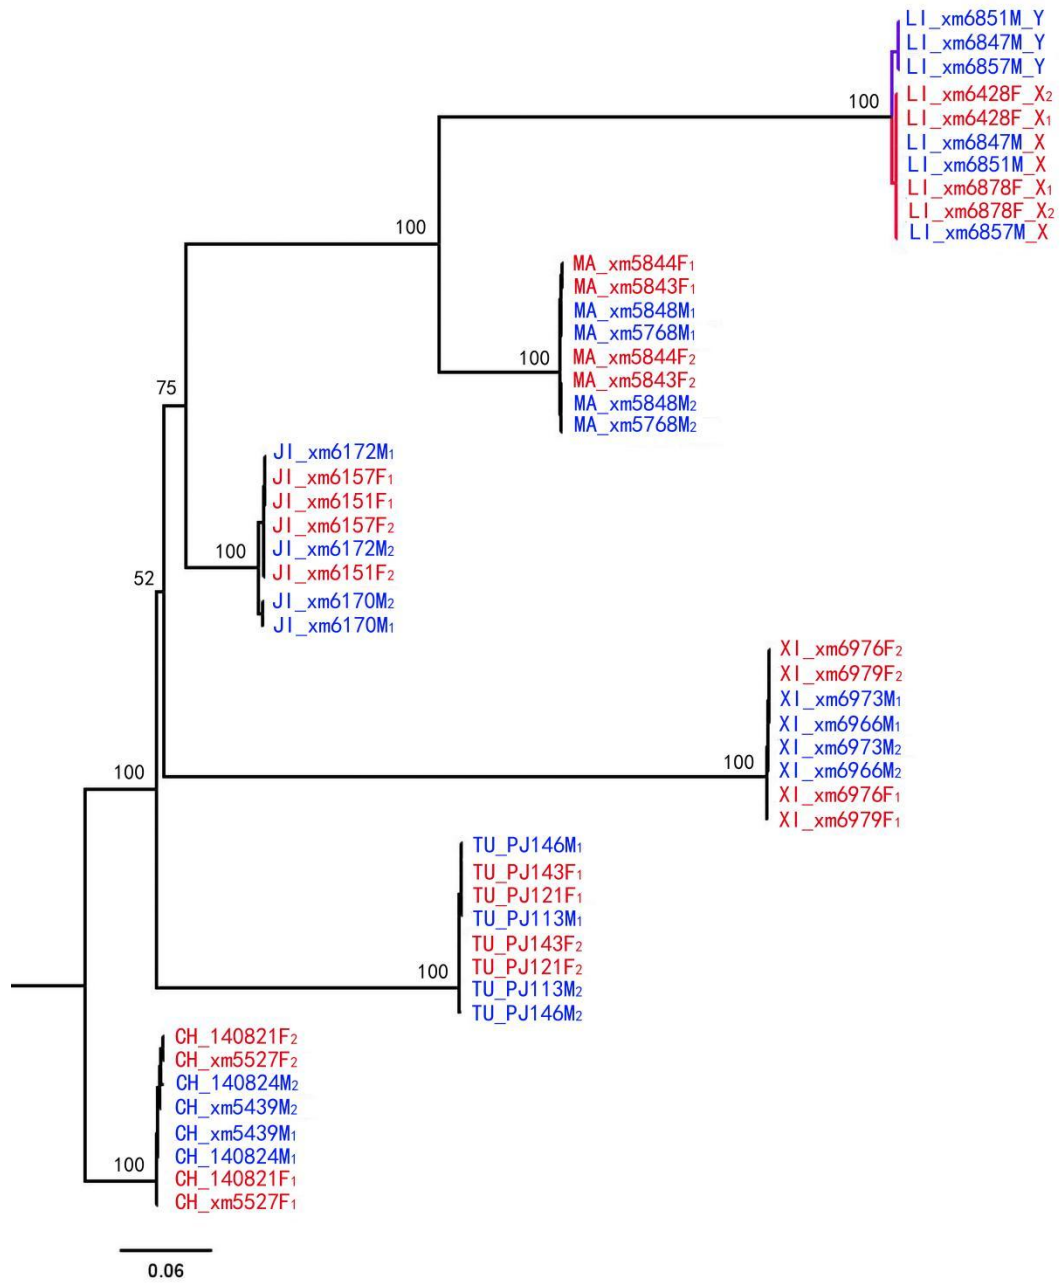 LI_xm6851M_Y
LI_xm6847M_Y
LI_xm6857M_Y
LI_xm6428F_X2
100
LI_xm6428F_X1
LI_xm6847M_X
LI_xm6851M_X
LI_xm6878F_X1
LI_xm6878F_X2
100
LI_xm6857M_X
MA_xm5844F1
MA_xm5843F1
MA_xm5848M1
MA_xm5768M1
100
MA_xm5844F2
MA_xm5843F2
75
MA_xm5848M2
MA_xm5768M2
JI_xm6172M1
JI_xm6157F1
JI_xm6151F1
JI_xm6157F2
100
JI_xm6172M2
JI_xm6151F2
52
JI_xm6170M2
JI_xm6170M1
XI_xm6976F2
XI_xm6979F2
XI_xm6973M1
XI_xm6966M1
XI_xm6973M2
100
XI_xm6966M2
100
XI_xm6976F1
XI_xm6979F1
TU_PJ146M1
TU_PJ143F1
TU_PJ121F1
TU_PJ113M1
TU_PJ143F2
100
TU_PJ121F2
TU_PJ113M2
TU_PJ146M2
CH_140821F2
CH_xm5527F2
CH_140824M2
CH_xm5439M2
CH_xm5439M1
CH_140824M1
100
CH_140821F1
CH_xm5527F1
0.06